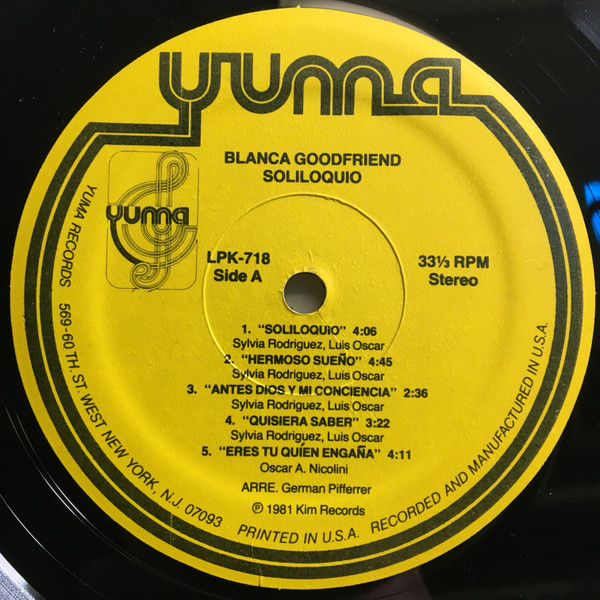 yuma
BLANCA GOODFRIEND
SOLILOQUIO
yuma
LPK-718
Side A
33⅓ RPM
Stereo
1. "SOLILOQUIO" 4:06
Sylvia Rodriguez, Luis Oscar
2. "HERMOSO SUEÑO" 4:45
Sylvia Rodriguez, Luis Oscar
3. "ANTES DIOS Y MI CONCIENCIA" 2:36
Sylvia Rodriguez, Luis Oscar
4. "QUISIERA SABER" 3:22
Sylvia Rodriguez, Luis Oscar
5. "ERES TU QUIEN ENGAÑA" 4:11
Oscar A. Nicolini
ARRE. German Pifferrer
℗ 1981 Kim Records
YUMA RECORDS 569-60 TH. ST. WEST NEW YORK, N.J. 07093 PRINTED IN U.S.A. RECORDED AND MANUFACTURED IN U.S.A.